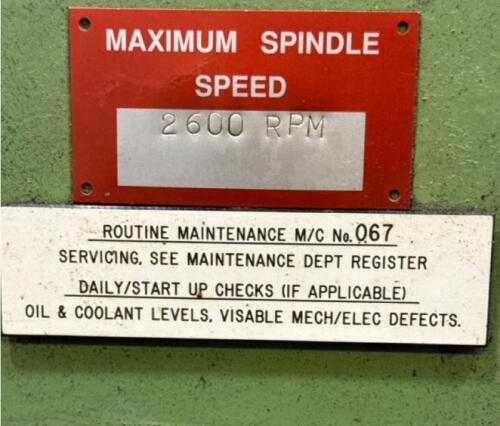 MAXIMUM SPINDLE
SPEED
2600 RPM
ROUTINE MAINTENANCE M/C No. 067
SERVICING, SEE MAINTENANCE DEPT REGISTER
DAILY/START UP CHECKS (IF APPLICABLE)
OIL & COOLANT LEVELS, VISABLE MECH/ELEC DEFECTS.